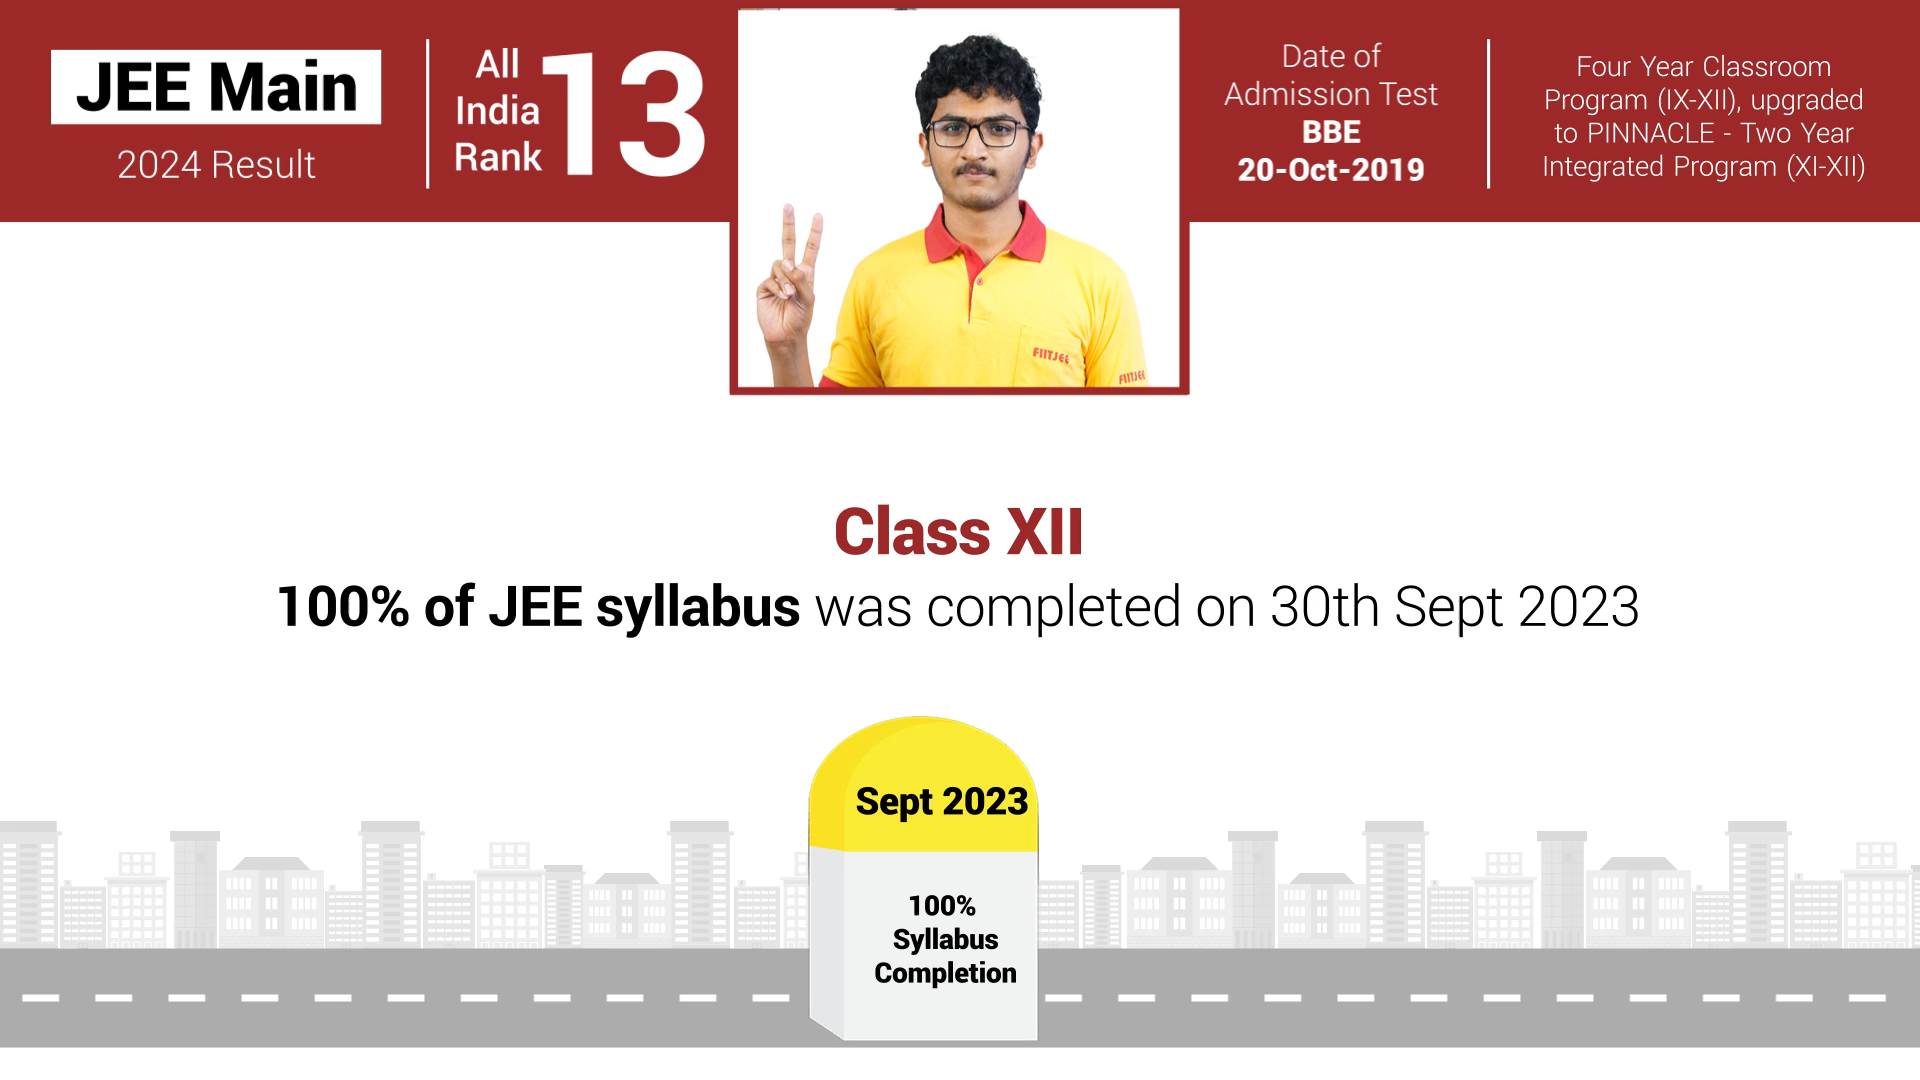 JEE Main
2024 Result
All
India
Rank
13
Date of
Admission Test
BBE
20-Oct-2019
Four Year Classroom
Program (IX-XII), upgraded
to PINNACLE - Two Year
Integrated Program (XI-XII)
FIITJEE
FIITJEE
Class XII
100% of JEE syllabus was completed on 30th Sept 2023
Sept 2023
100%
Syllabus
Completion